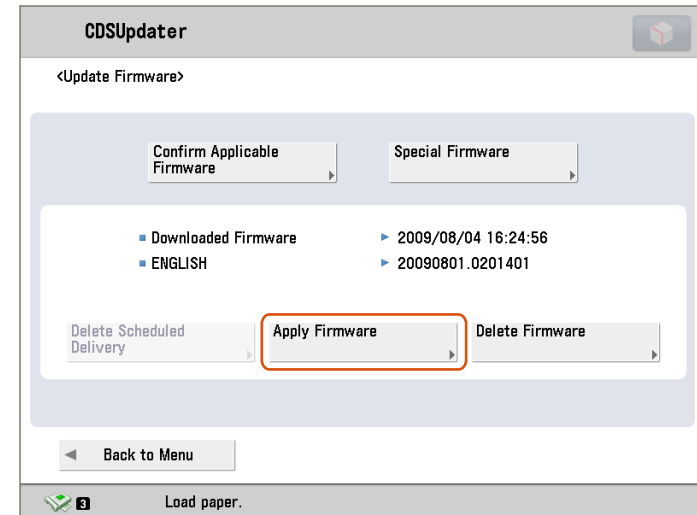 CDSUpdater
<Update Firmware>
Confirm Applicable
Firmware
Special Firmware
Downloaded Firmware
2009/08/04 16:24:56
ENGLISH
20090801.0201401
Delete Scheduled
Delivery
Apply Firmware
Delete Firmware
Back to Menu
3
Load paper.